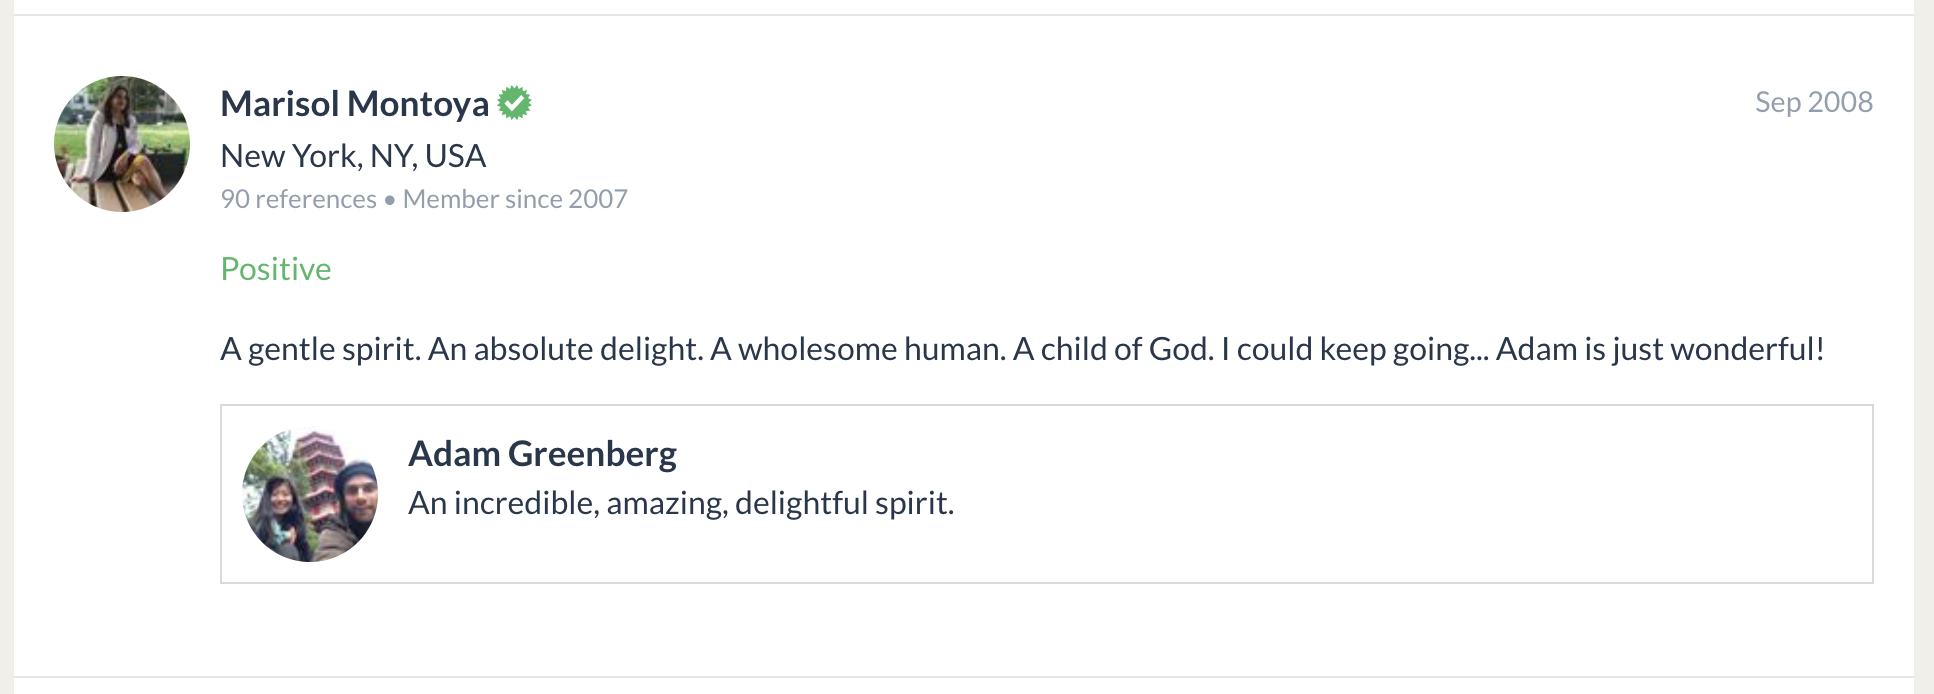 Marisol Montoya
Sep 2008
New York, NY, USA
90 references • Member since 2007
Positive
A gentle spirit. An absolute delight. A wholesome human. A child of God. I could keep going... Adam is just wonderful!
Adam Greenberg
An incredible, amazing, delightful spirit.